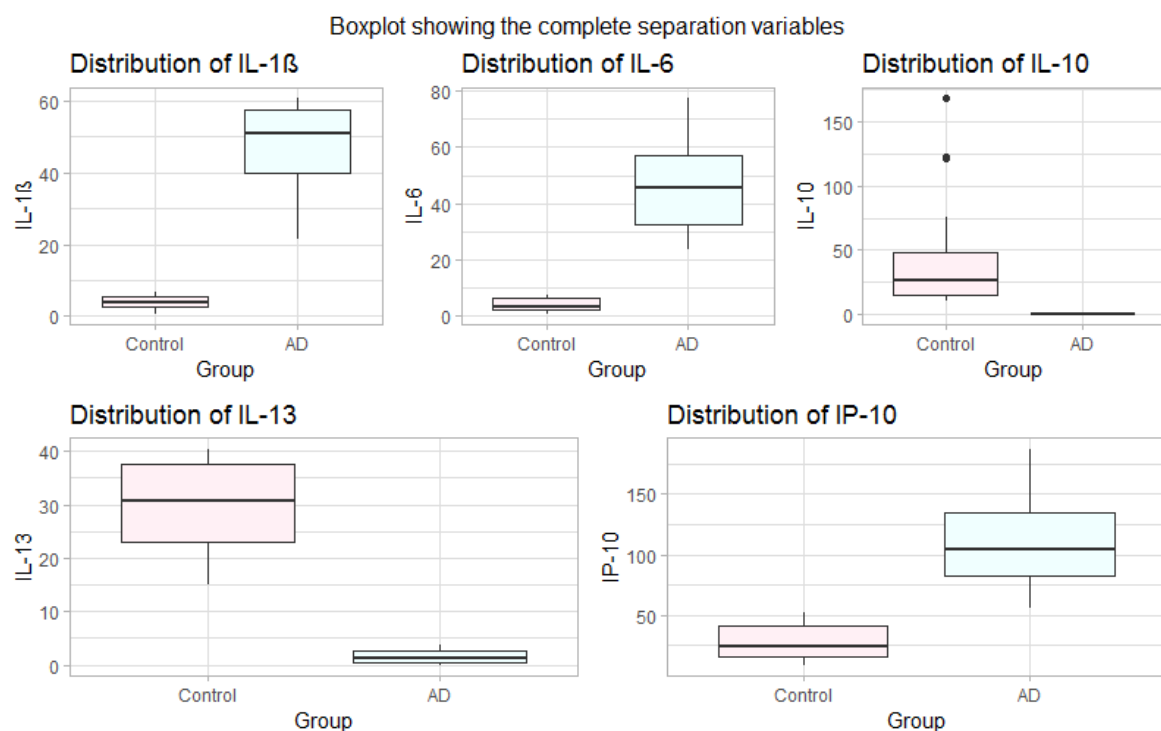 Boxplot showing the complete separation variables
Distribution of IL-1ß
IL-1ß
60
40
20
0
Control
AD
Group
Distribution of IL-6
IL-6
80
60
40
20
0
Control
AD
Group
Distribution of IL-10
IL-10
150
100
50
0
Control
AD
Group
Distribution of IL-13
IL-13
40
30
20
10
0
Control
AD
Group
Distribution of IP-10
IP-10
150
100
50
Control
AD
Group